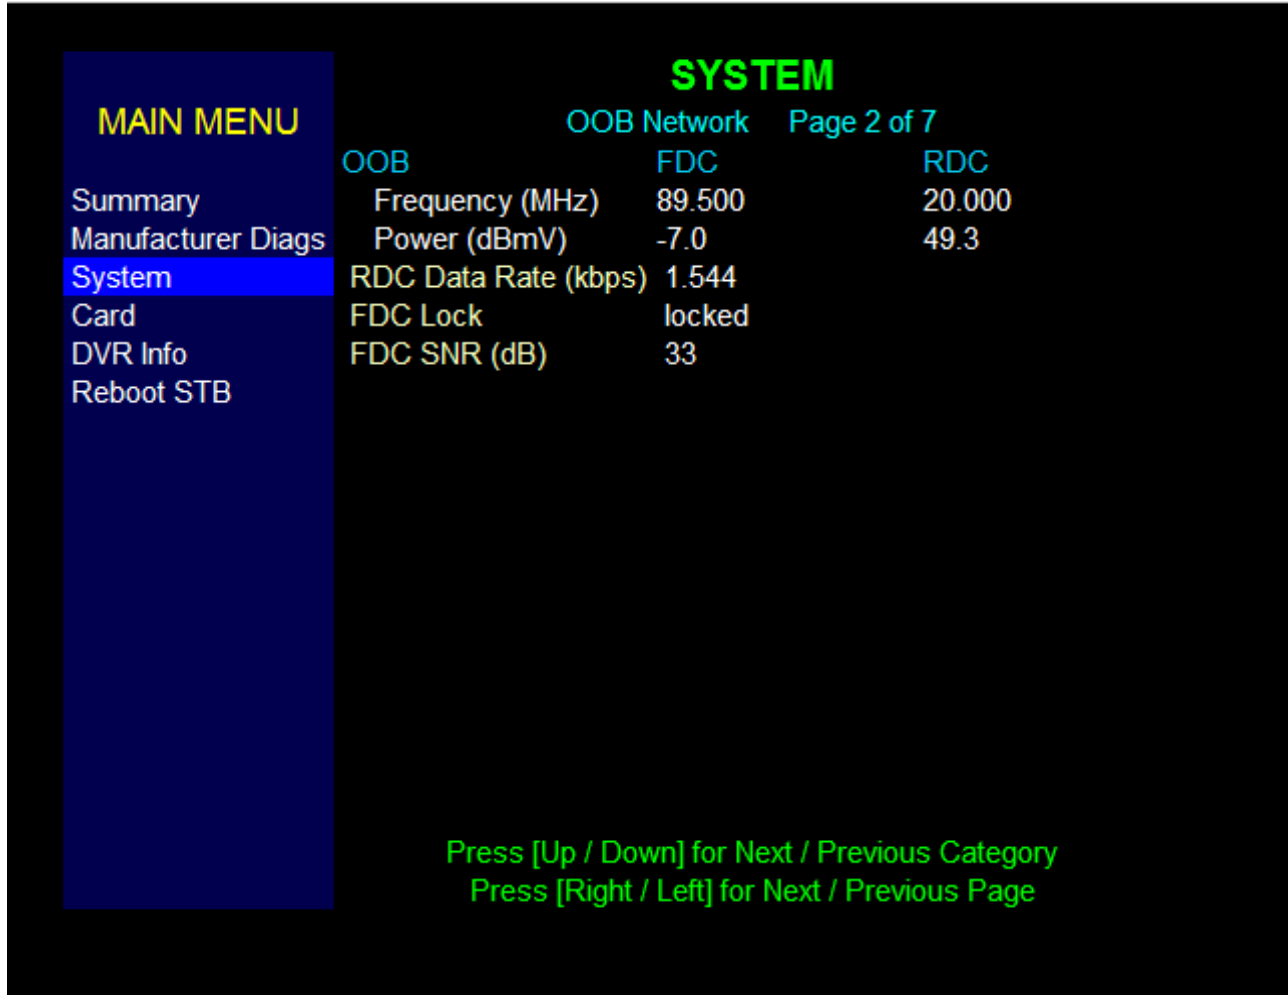 MAIN MENU
Summary
Manufacturer Diags
System
Card
DVR Info
Reboot STB
SYSTEM
OOB Network Page 2 of 7
OOB FDC RDC
Frequency (MHz) 89.500 20.000
Power (dBmV) -7.0 49.3
RDC Data Rate (kbps) 1.544
FDC Lock locked
FDC SNR (dB) 33
Press [Up / Down] for Next / Previous Category
Press [Right / Left] for Next / Previous Page